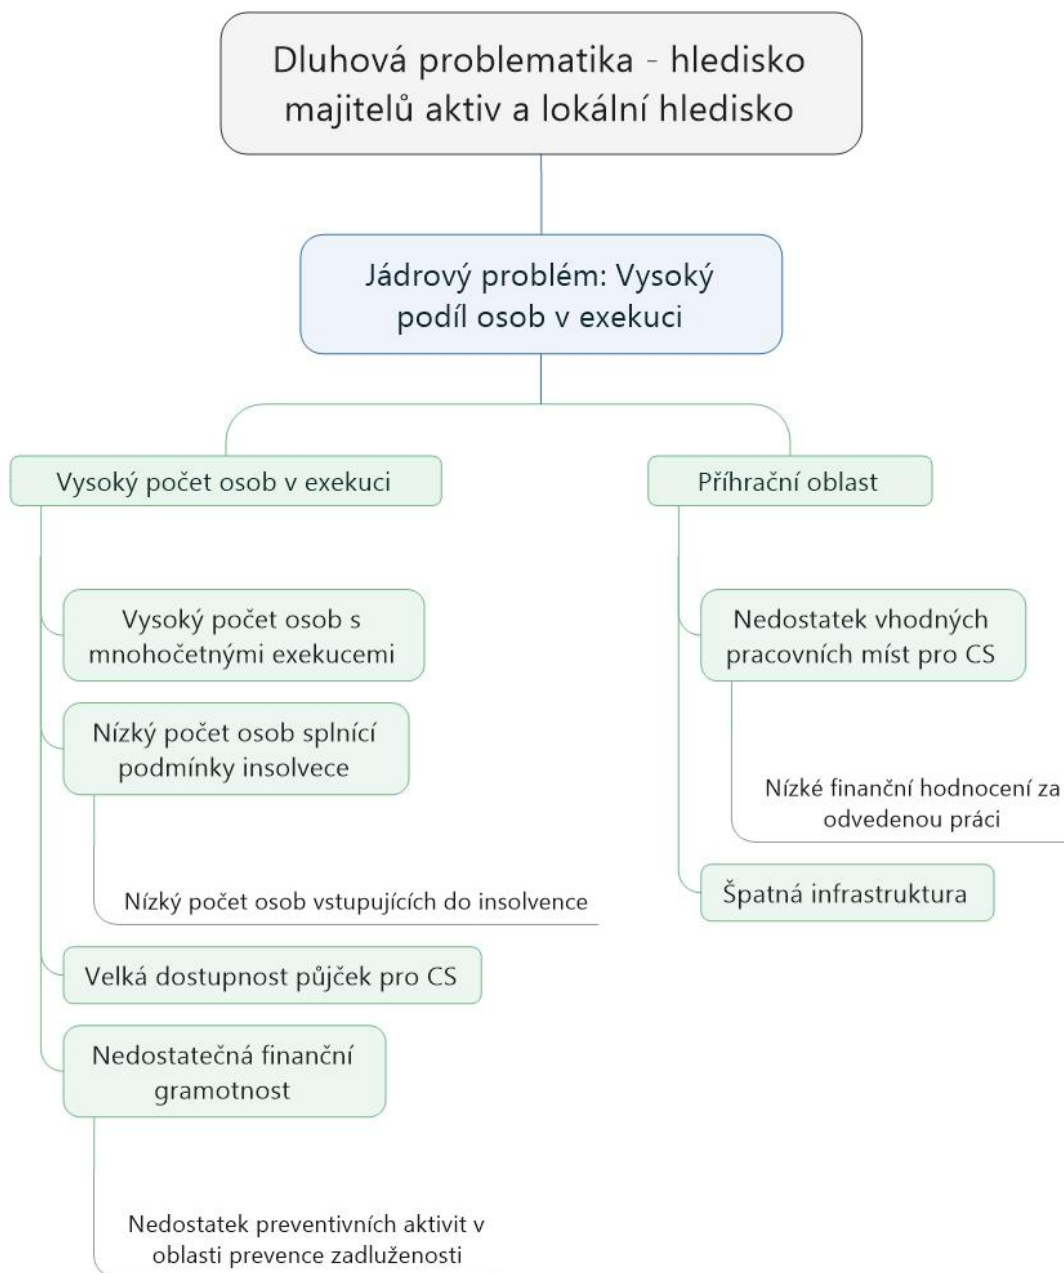 Dluhová problematika - hledisko
majitelů aktiv a lokální hledisko
Jádrový problém: Vysoký
podíl osob v exekuci
Vysoký počet osob v exekuci
Vysoký počet osob s
mnohočetnými exekucemi
Nízký počet osob splnící
podmínky insolvece
Nízký počet osob vstupujících do insolvence
Velká dostupnost půjček pro CS
Nedostatečná finanční
gramotnost
Nedostatek preventivních aktivit v
oblasti prevence zadluženosti
Příhrační oblast
Nedostatek vhodných
pracovních míst pro CS
Nízké finanční hodnocení za
odvedenou práci
Špatná infrastruktura